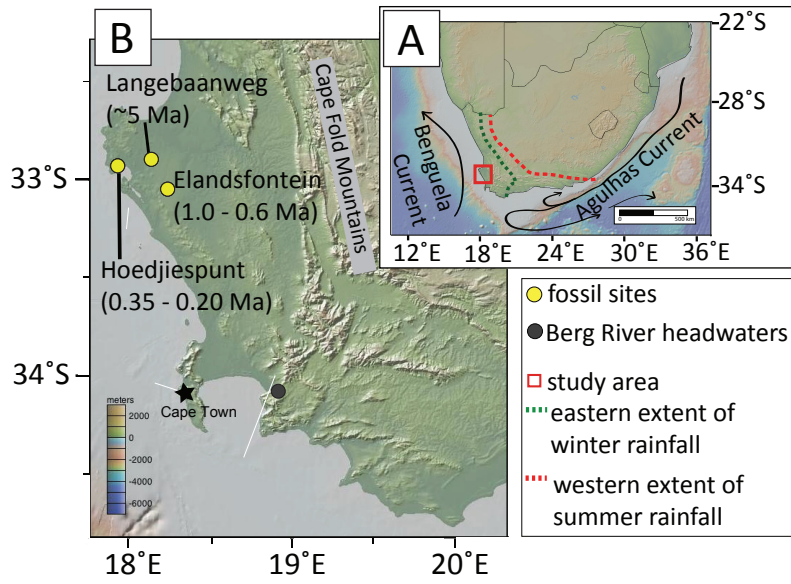 B
Langebaanweg
(~5 Ma)
33°S
Elandsfontein
(1.0 - 0.6 Ma)
Hoedjiespunt
(0.35 - 0.20 Ma)
Cape Fold Mountains
34°S
Cape Town
meters
2000
0
-2000
-4000
-6000
18°E
19°E
20°E
A
22°S
28°S
34°S
Benguela
Current
Agulhas Current
0
500 km
12°E
18°E
24°E
30°E
36°E
fossil sites
Berg River headwaters
study area
eastern extent of
winter rainfall
western extent of
summer rainfall